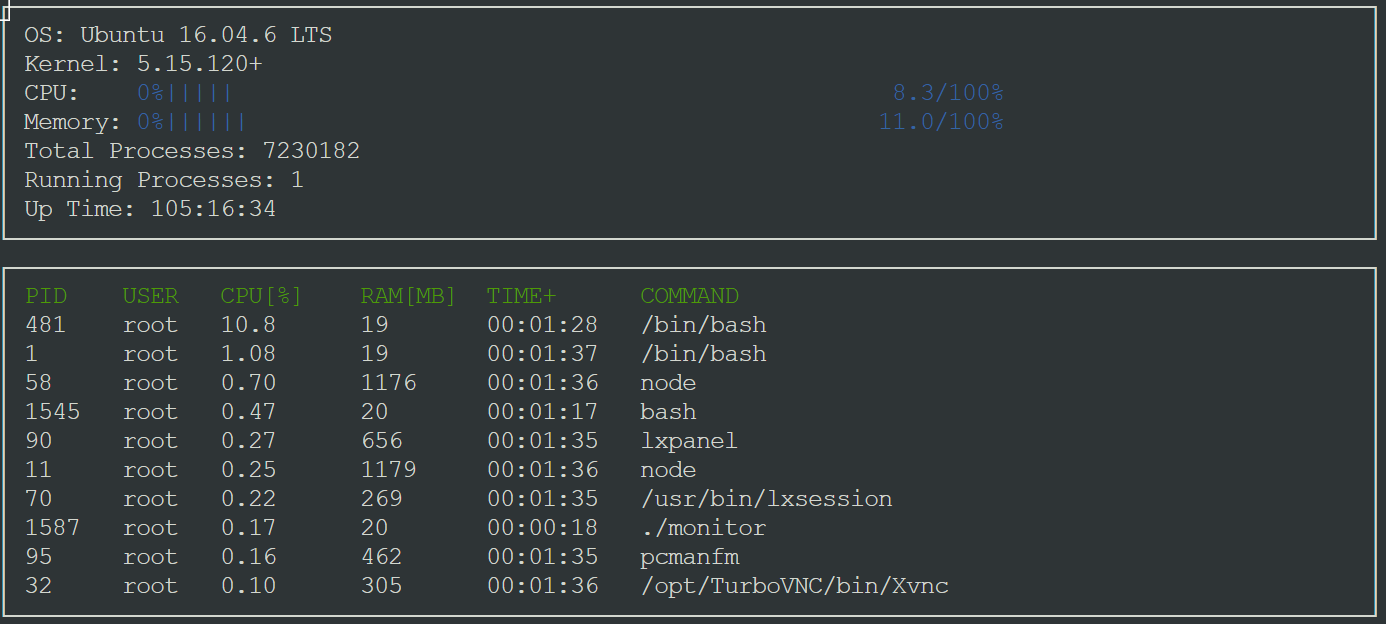 OS: Ubuntu 16.04.6 LTS
Kernel: 5.15.120+
CPU: 0%||||| 8.3/100%
Memory: 0%|||||| 11.0/100%
Total Processes: 7230182
Running Processes: 1
Up Time: 105:16:34
PID USER CPU[%] RAM[MB] TIME+ COMMAND
481 root 10.8 19 00:01:28 /bin/bash
1 root 1.08 19 00:01:37 /bin/bash
58 root 0.70 1176 00:01:36 node
1545 root 0.47 20 00:01:17 bash
90 root 0.27 656 00:01:35 lxpanel
11 root 0.25 1179 00:01:36 node
70 root 0.22 269 00:01:35 /usr/bin/lxsession
1587 root 0.17 20 00:00:18 ./monitor
95 root 0.16 462 00:01:35 pcmanfm
32 root 0.10 305 00:01:36 /opt/TurboVNC/bin/Xvnc